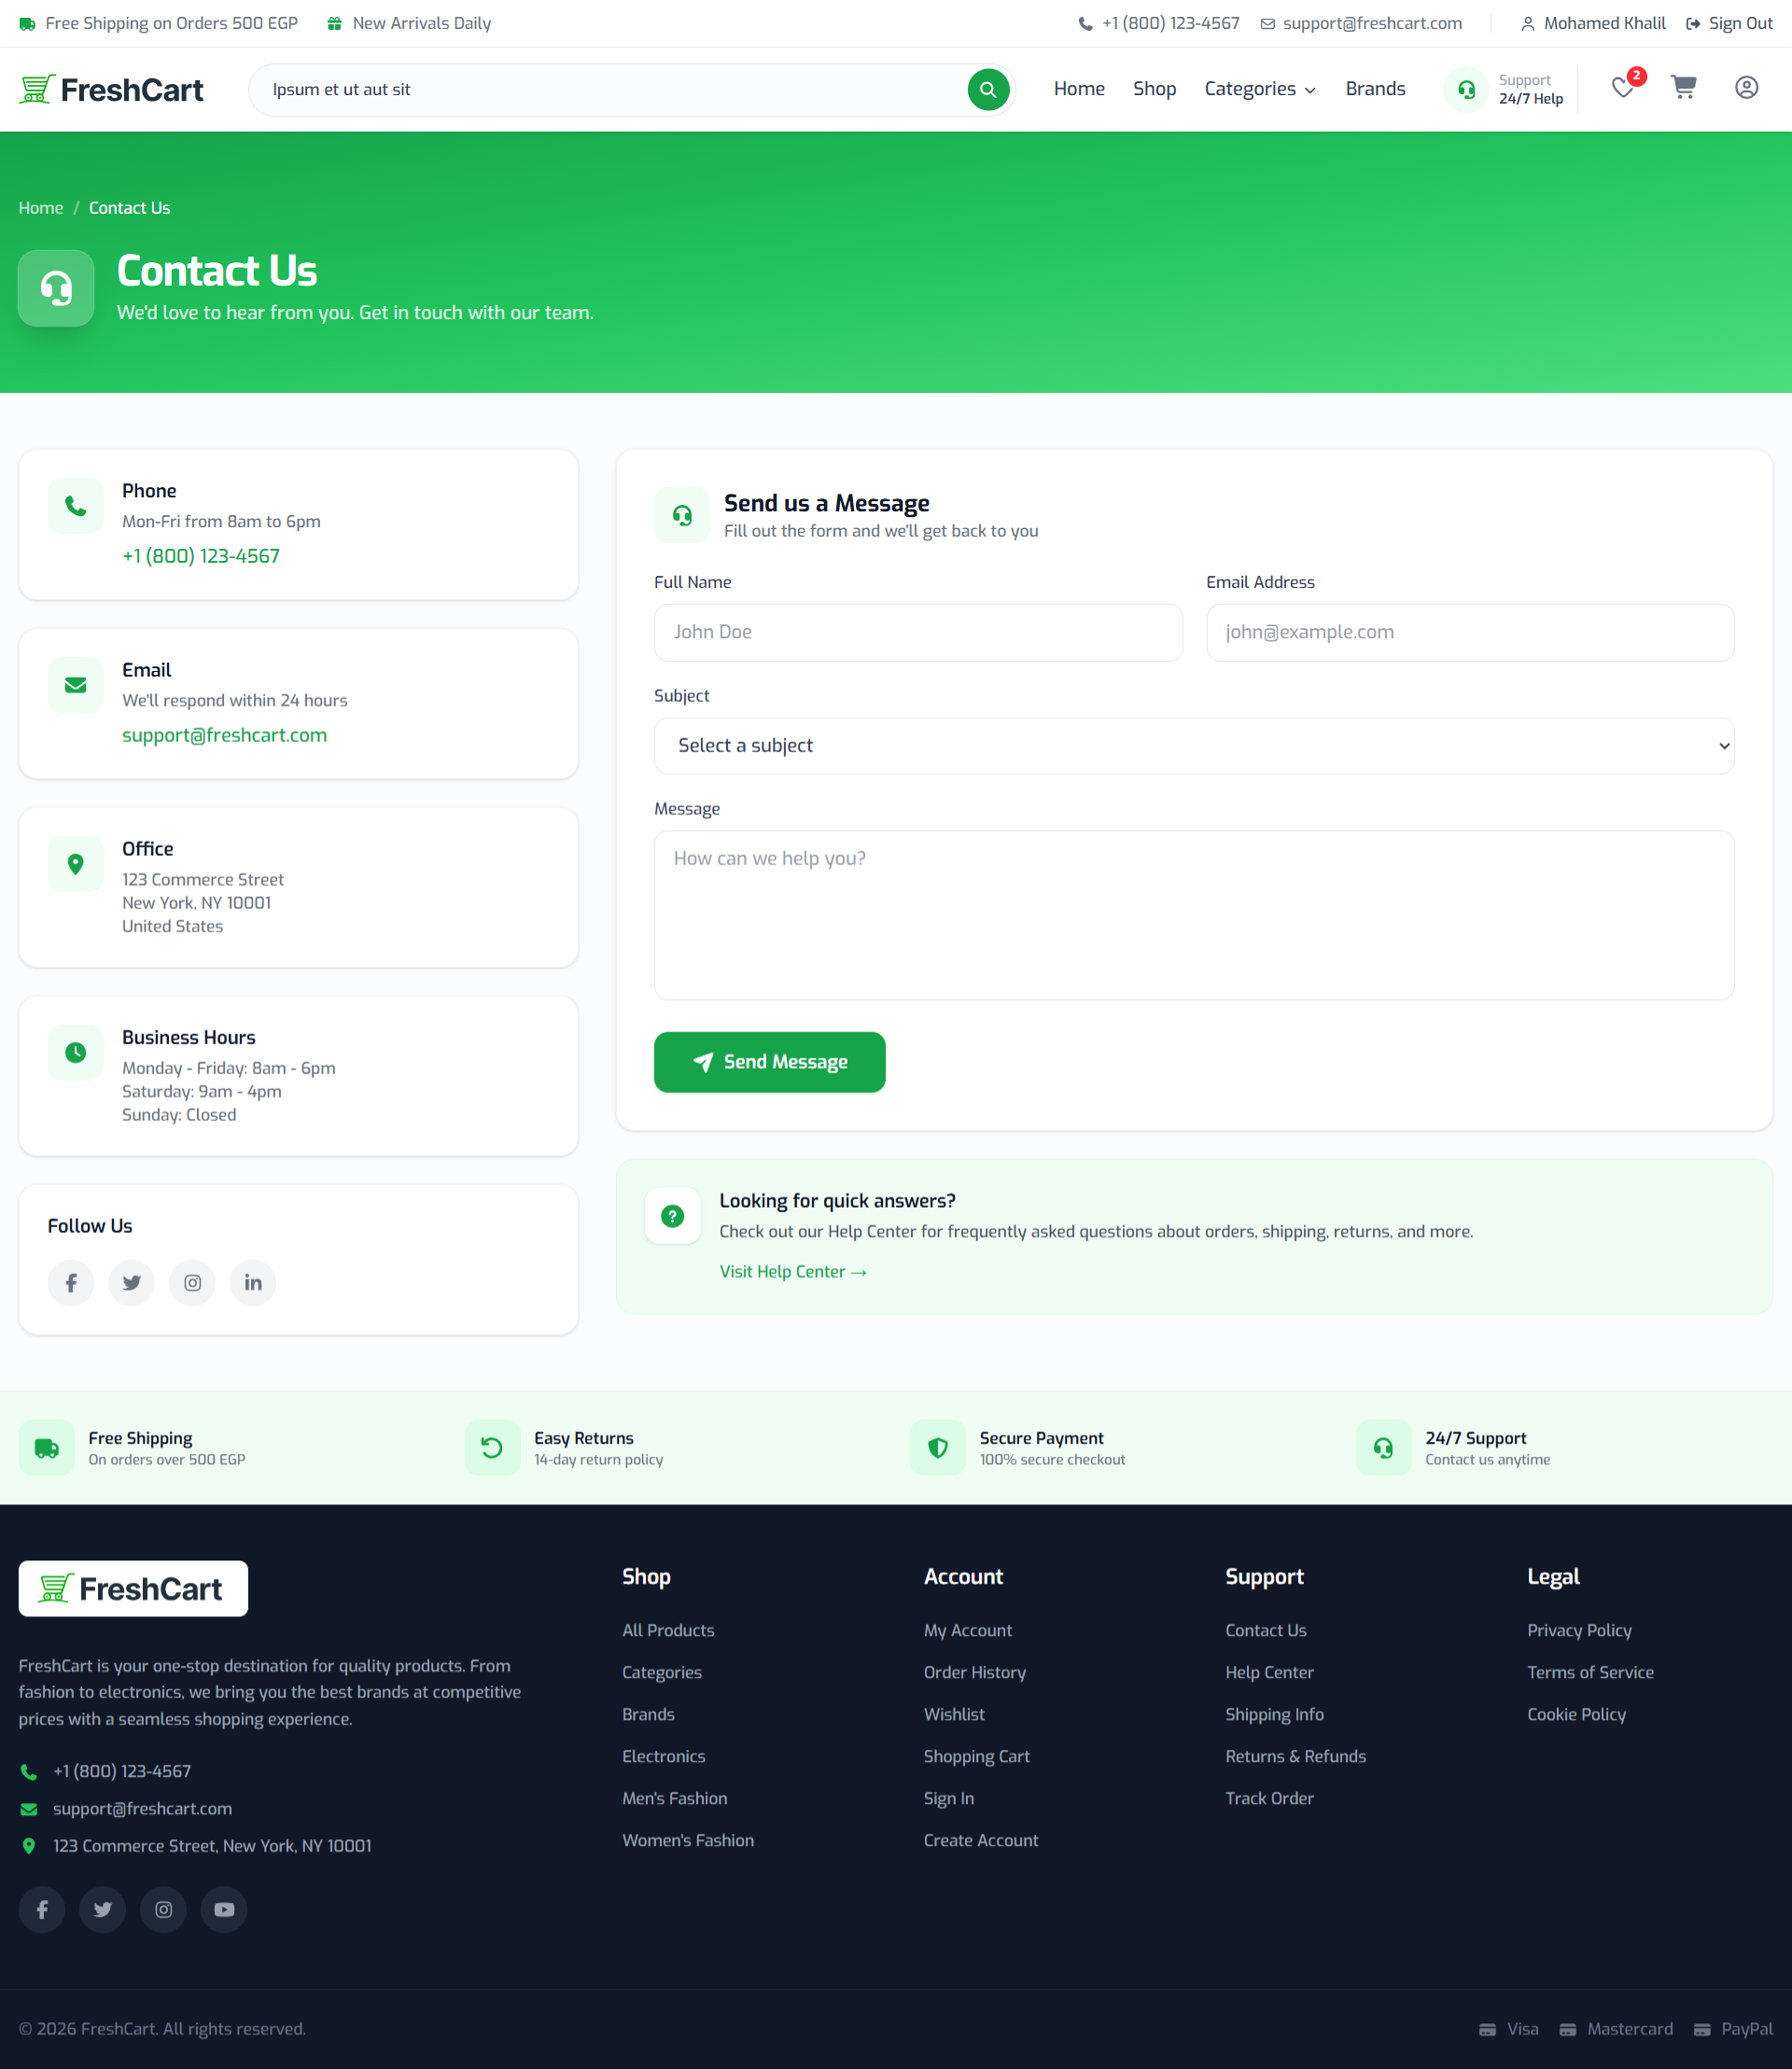 Free Shipping on Orders 500 EGP
New Arrivals Daily
+1 (800) 123-4567
support@freshcart.com
Mohamed Khalil
Sign Out
FreshCart
Ipsum et ut aut sit
Home
Shop
Categories
Brands
Support
24/7 Help
2
Home / Contact Us
Contact Us
We'd love to hear from you. Get in touch with our team.
Phone
Mon-Fri from 8am to 6pm
+1 (800) 123-4567
Email
We'll respond within 24 hours
support@freshcart.com
Office
123 Commerce Street
New York, NY 10001
United States
Business Hours
Monday - Friday: 8am - 6pm
Saturday: 9am - 4pm
Sunday: Closed
Follow Us
Send us a Message
Fill out the form and we'll get back to you
Full Name
John Doe
Email Address
john@example.com
Subject
Select a subject
Message
How can we help you?
Send Message
Looking for quick answers?
Check out our Help Center for frequently asked questions about orders, shipping, returns, and more.
Visit Help Center →
Free Shipping
On orders over 500 EGP
Easy Returns
14-day return policy
Secure Payment
100% secure checkout
24/7 Support
Contact us anytime
FreshCart
FreshCart is your one-stop destination for quality products. From
fashion to electronics, we bring you the best brands at competitive
prices with a seamless shopping experience.
+1 (800) 123-4567
support@freshcart.com
123 Commerce Street, New York, NY 10001
Shop
All Products
Categories
Brands
Electronics
Men's Fashion
Women's Fashion
Account
My Account
Order History
Wishlist
Shopping Cart
Sign In
Create Account
Support
Contact Us
Help Center
Shipping Info
Returns & Refunds
Track Order
Legal
Privacy Policy
Terms of Service
Cookie Policy
© 2026 FreshCart. All rights reserved.
Visa
Mastercard
PayPal